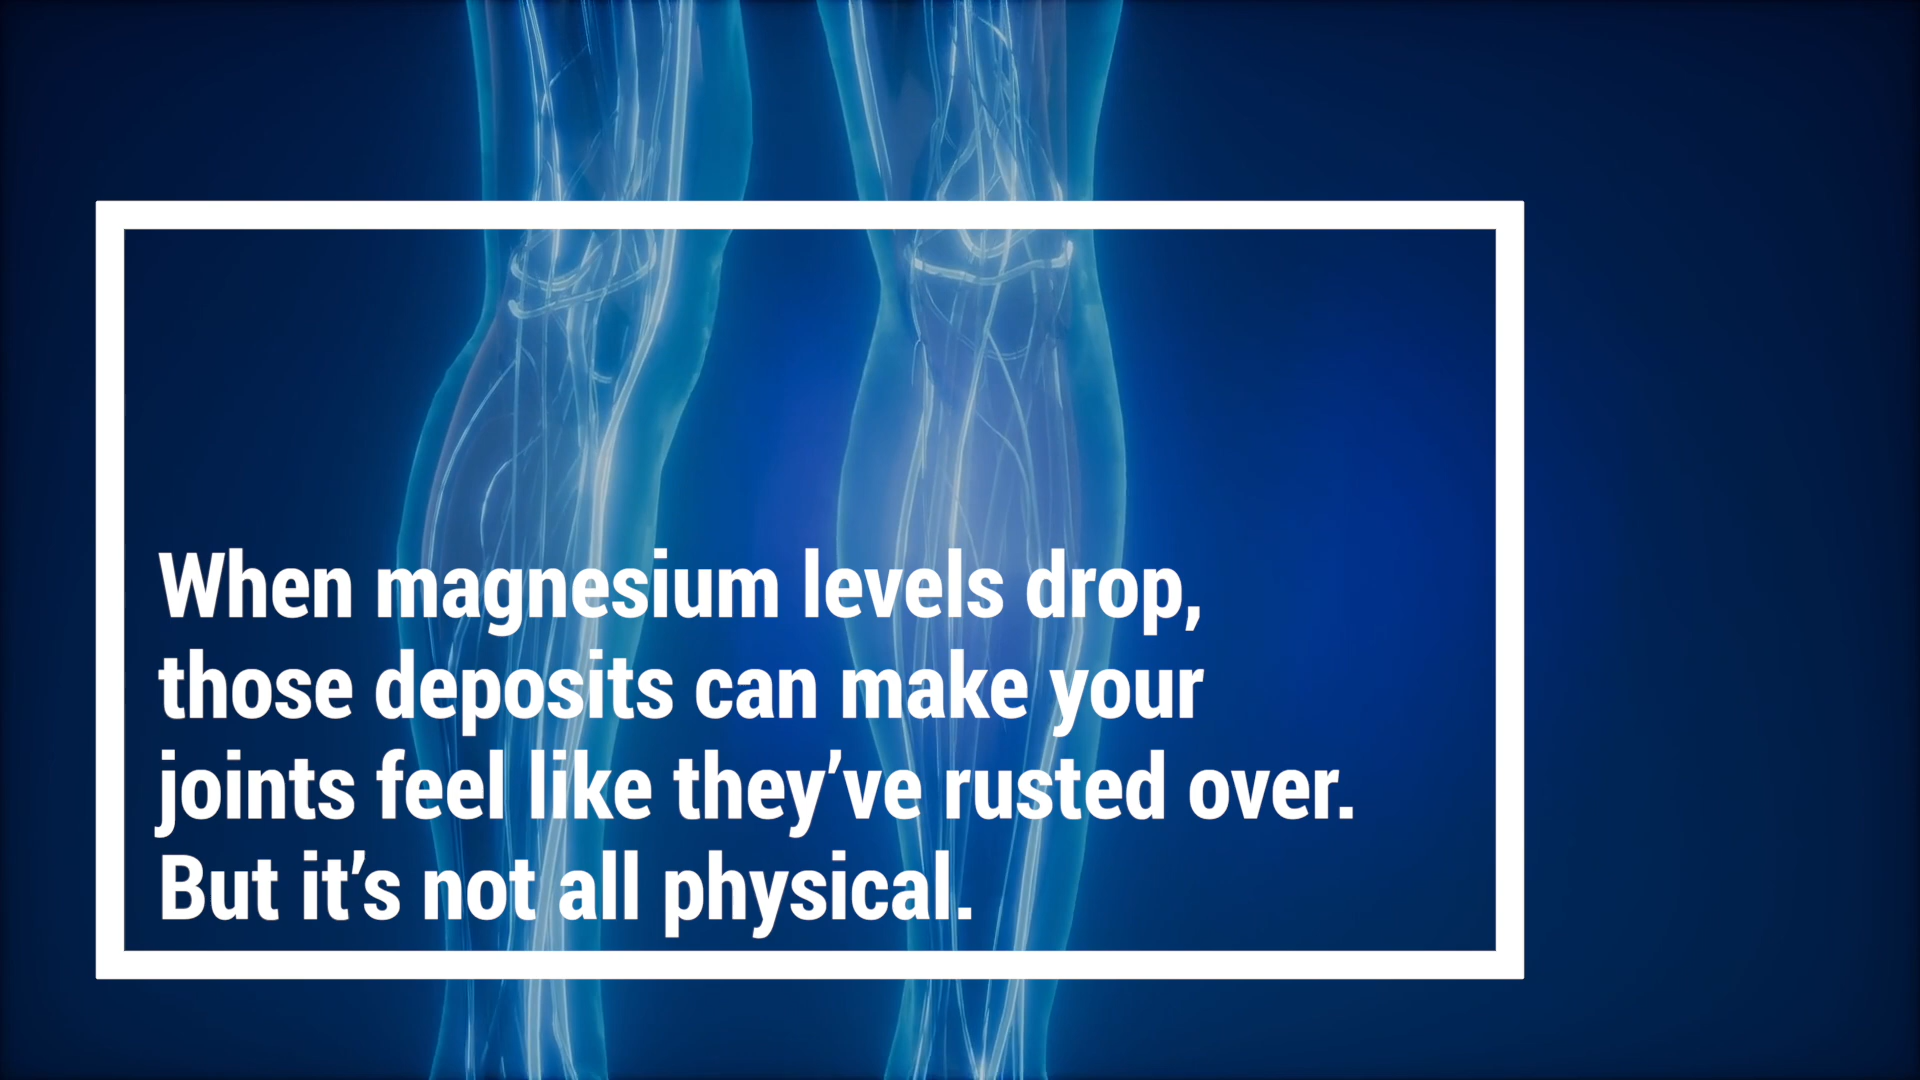 When magnesium levels drop,
those deposits can make your
joints feel like they’ve rusted over.
But it’s not all physical.